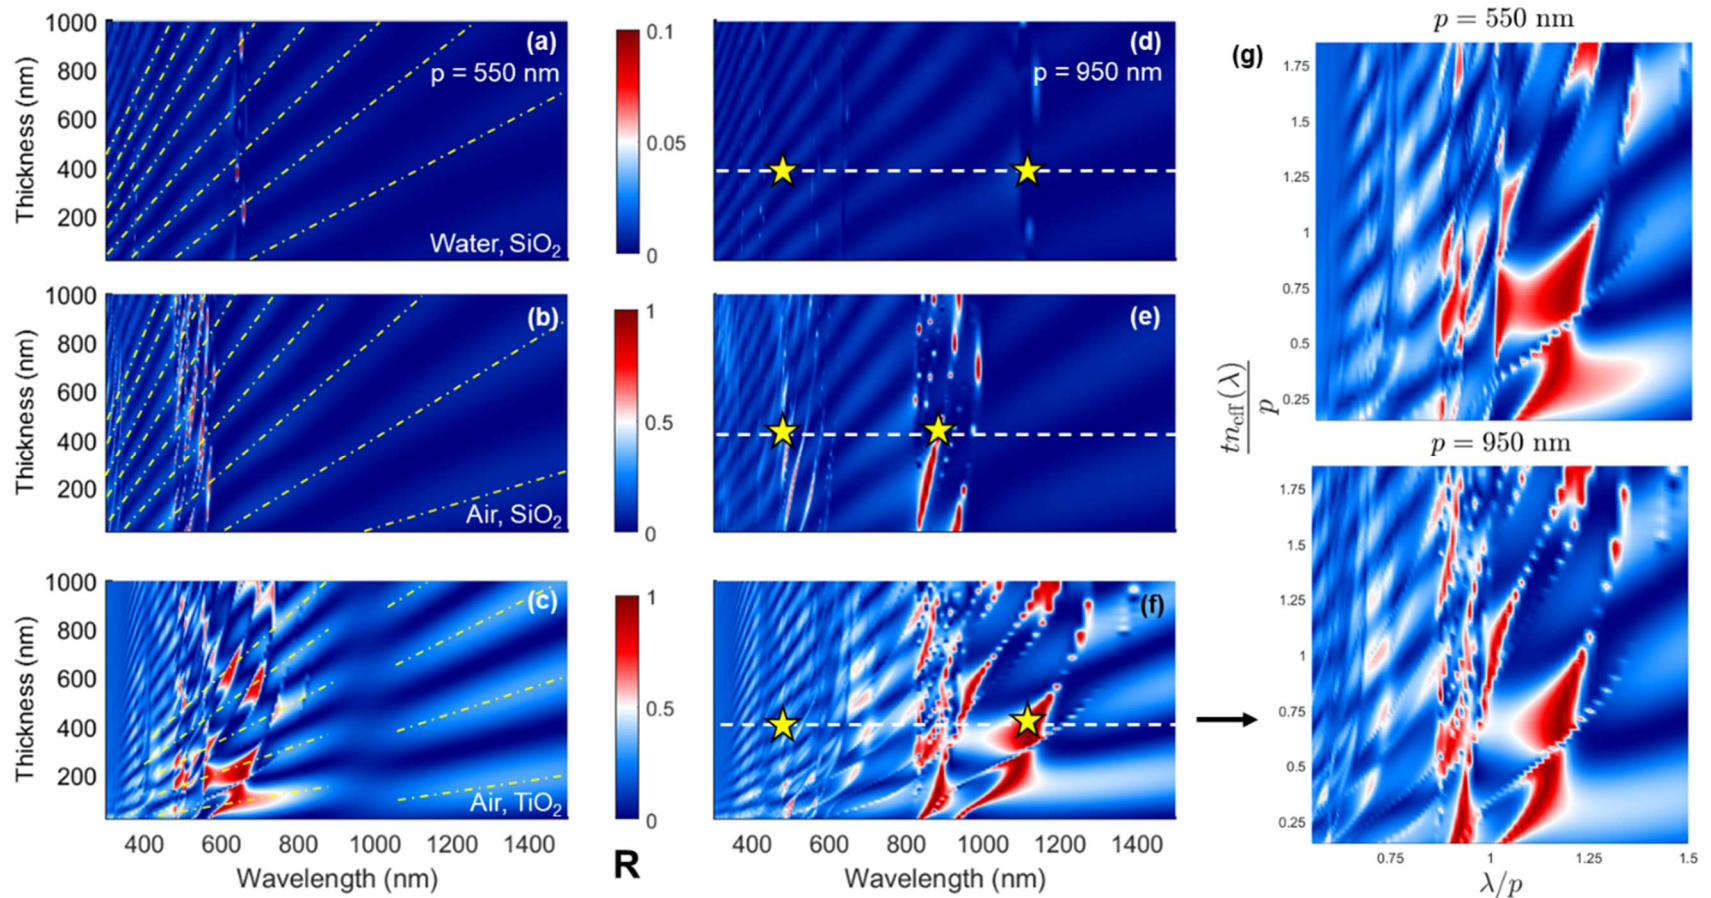 1000
800
600
400
200
Thickness (nm)
(a)
p = 550 nm
Water, SiO₂
0.1
0.05
0
(d)
p = 950 nm
1000
800
600
400
200
Thickness (nm)
(b)
Air, SiO₂
1
0.5
0
(e)
1000
800
600
400
200
Thickness (nm)
(c)
Air, TiO₂
400 600 800 1000 1200 1400
Wavelength (nm)
1
0.5
0
R
(f)
400 600 800 1000 1200 1400
Wavelength (nm)
(g)
p = 550 nm
1.75
1.5
1.25
1
0.75
0.5
0.25
tn_eff(λ)
p
p = 950 nm
1.75
1.5
1.25
1
0.75
0.5
0.25
0.75 1 1.25 1.5
λ/p